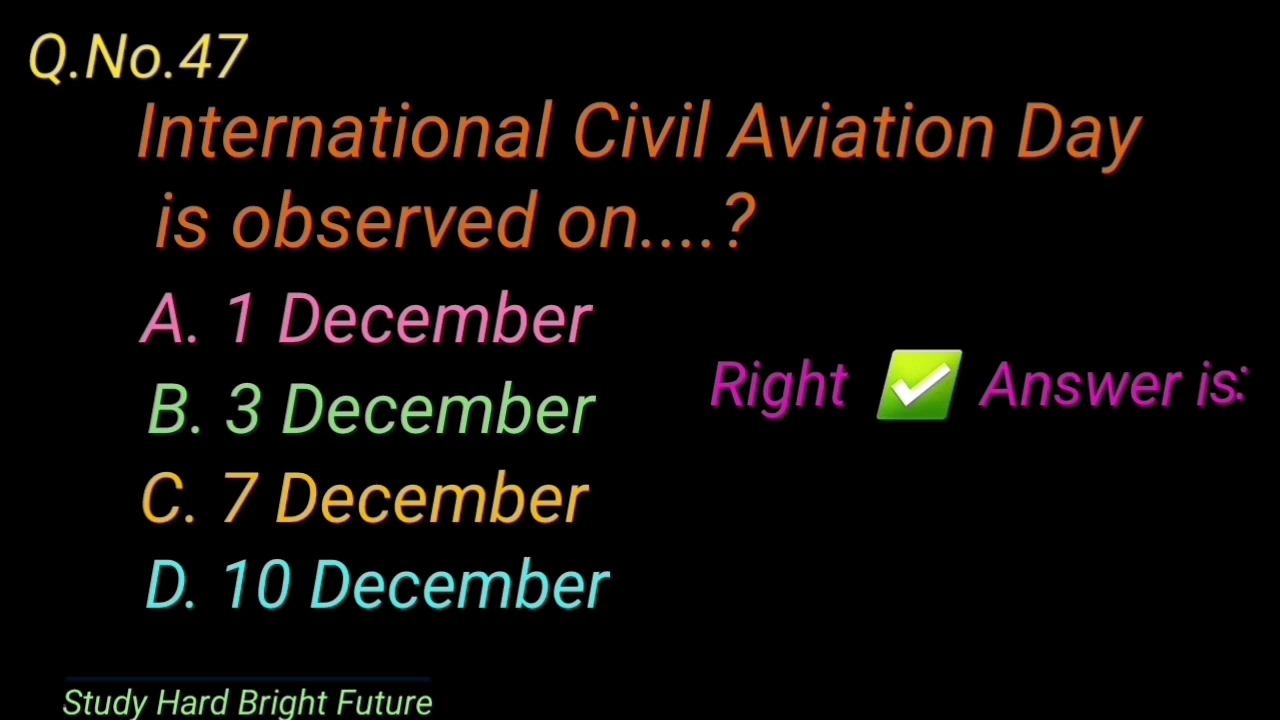 Q.No.47
International Civil Aviation Day
is observed on....?
A. 1 December
B. 3 December
C. 7 December
D. 10 December
Right ✅ Answer is:
Study Hard Bright Future